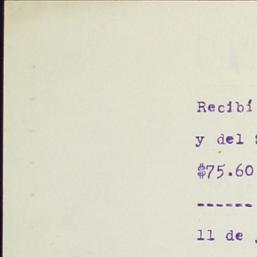 Recibí
y del
$75.60
------
11 de